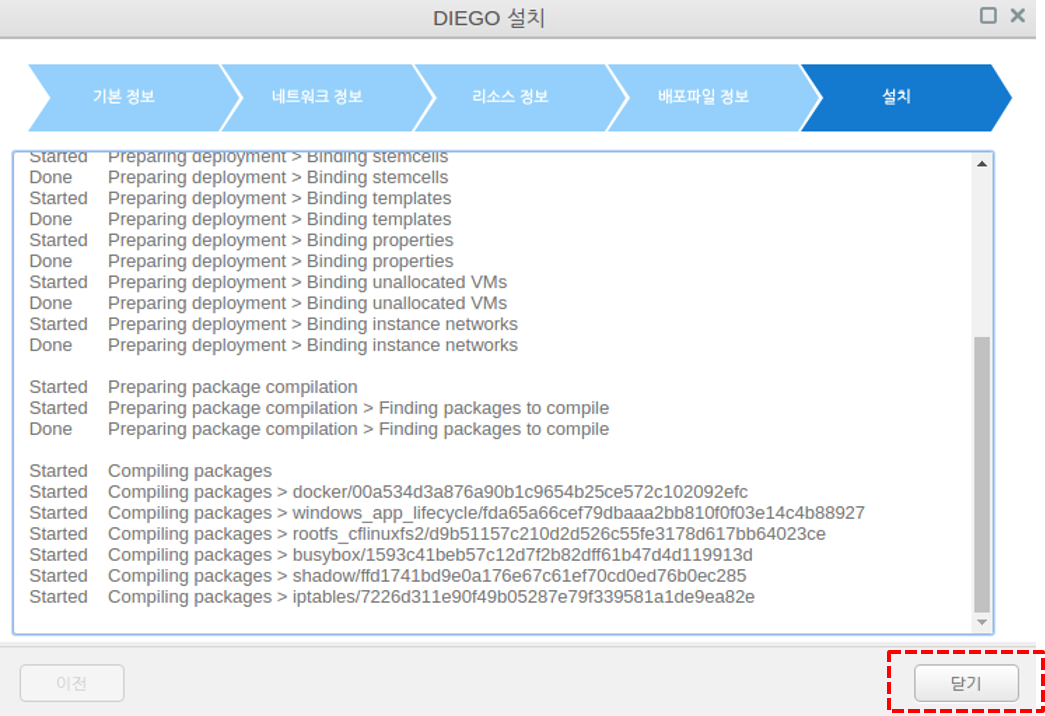 DIEGO 설치
기본 정보
네트워크 정보
리소스 정보
배포파일 정보
설치
Started Preparing deployment > Binding stemcells
Done Preparing deployment > Binding stemcells
Started Preparing deployment > Binding templates
Done Preparing deployment > Binding templates
Started Preparing deployment > Binding properties
Done Preparing deployment > Binding properties
Started Preparing deployment > Binding unallocated VMs
Done Preparing deployment > Binding unallocated VMs
Started Preparing deployment > Binding instance networks
Done Preparing deployment > Binding instance networks
Started Preparing package compilation
Started Preparing package compilation > Finding packages to compile
Done Preparing package compilation > Finding packages to compile
Started Compiling packages
Started Compiling packages > docker/00a534d3a876a90b1c9654b25ce572c102092efc
Started Compiling packages > windows_app_lifecycle/fda65a66cef79dbaaa2bb810f0f03e14c4b88927
Started Compiling packages > rootfs_cflinuxfs2/d9b51157c210d2d526c55fe3178d617bb64023ce
Started Compiling packages > busybox/1593c41beb57c12d7f2b82dff61b47d4d119913d
Started Compiling packages > shadow/ffd1741bd9e0a176e67c61ef70cd0ed76b0ec285
Started Compiling packages > iptables/7226d311e90f49b05287e79f339581a1de9ea82e
이전
닫기